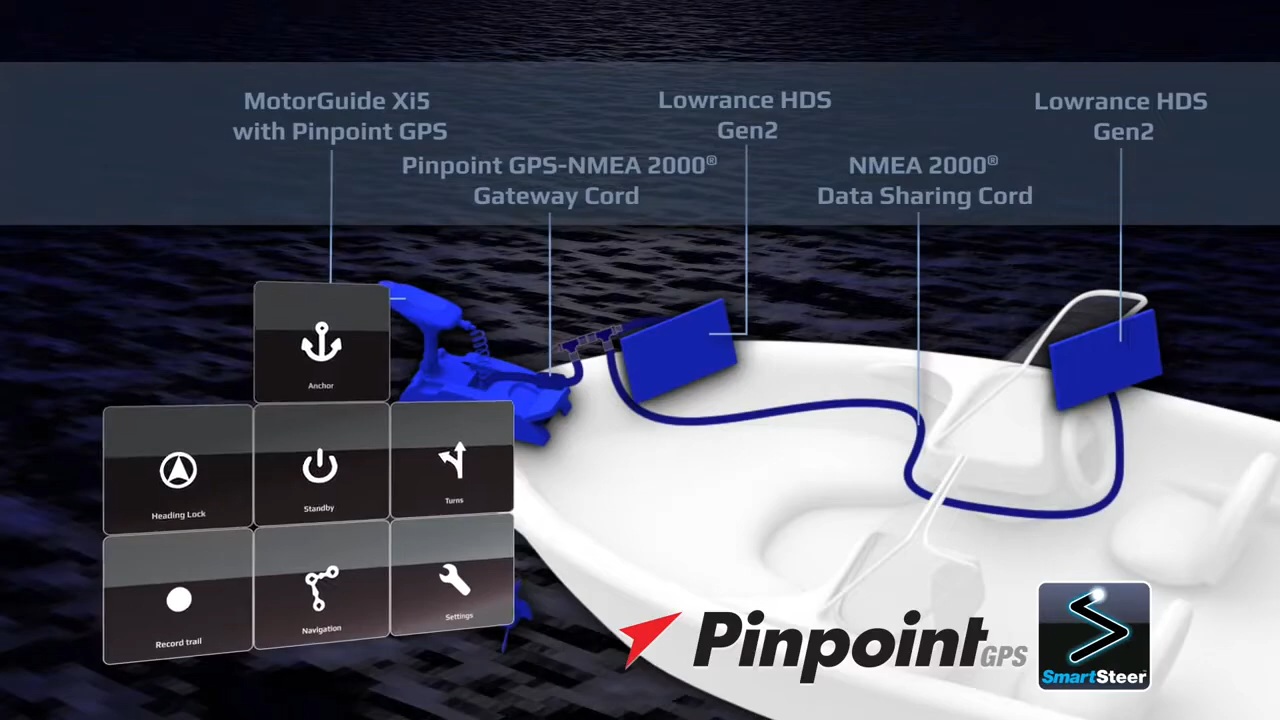 MotorGuide Xi5
with Pinpoint GPS
Pinpoint GPS-NMEA 2000®
Gateway Cord
Lowrance HDS
Gen2
NMEA 2000®
Data Sharing Cord
Lowrance HDS
Gen2
Anchor
Heading Lock
Standby
Turns
Record trail
Navigation
Settings
Pinpoint GPS
SmartSteer™